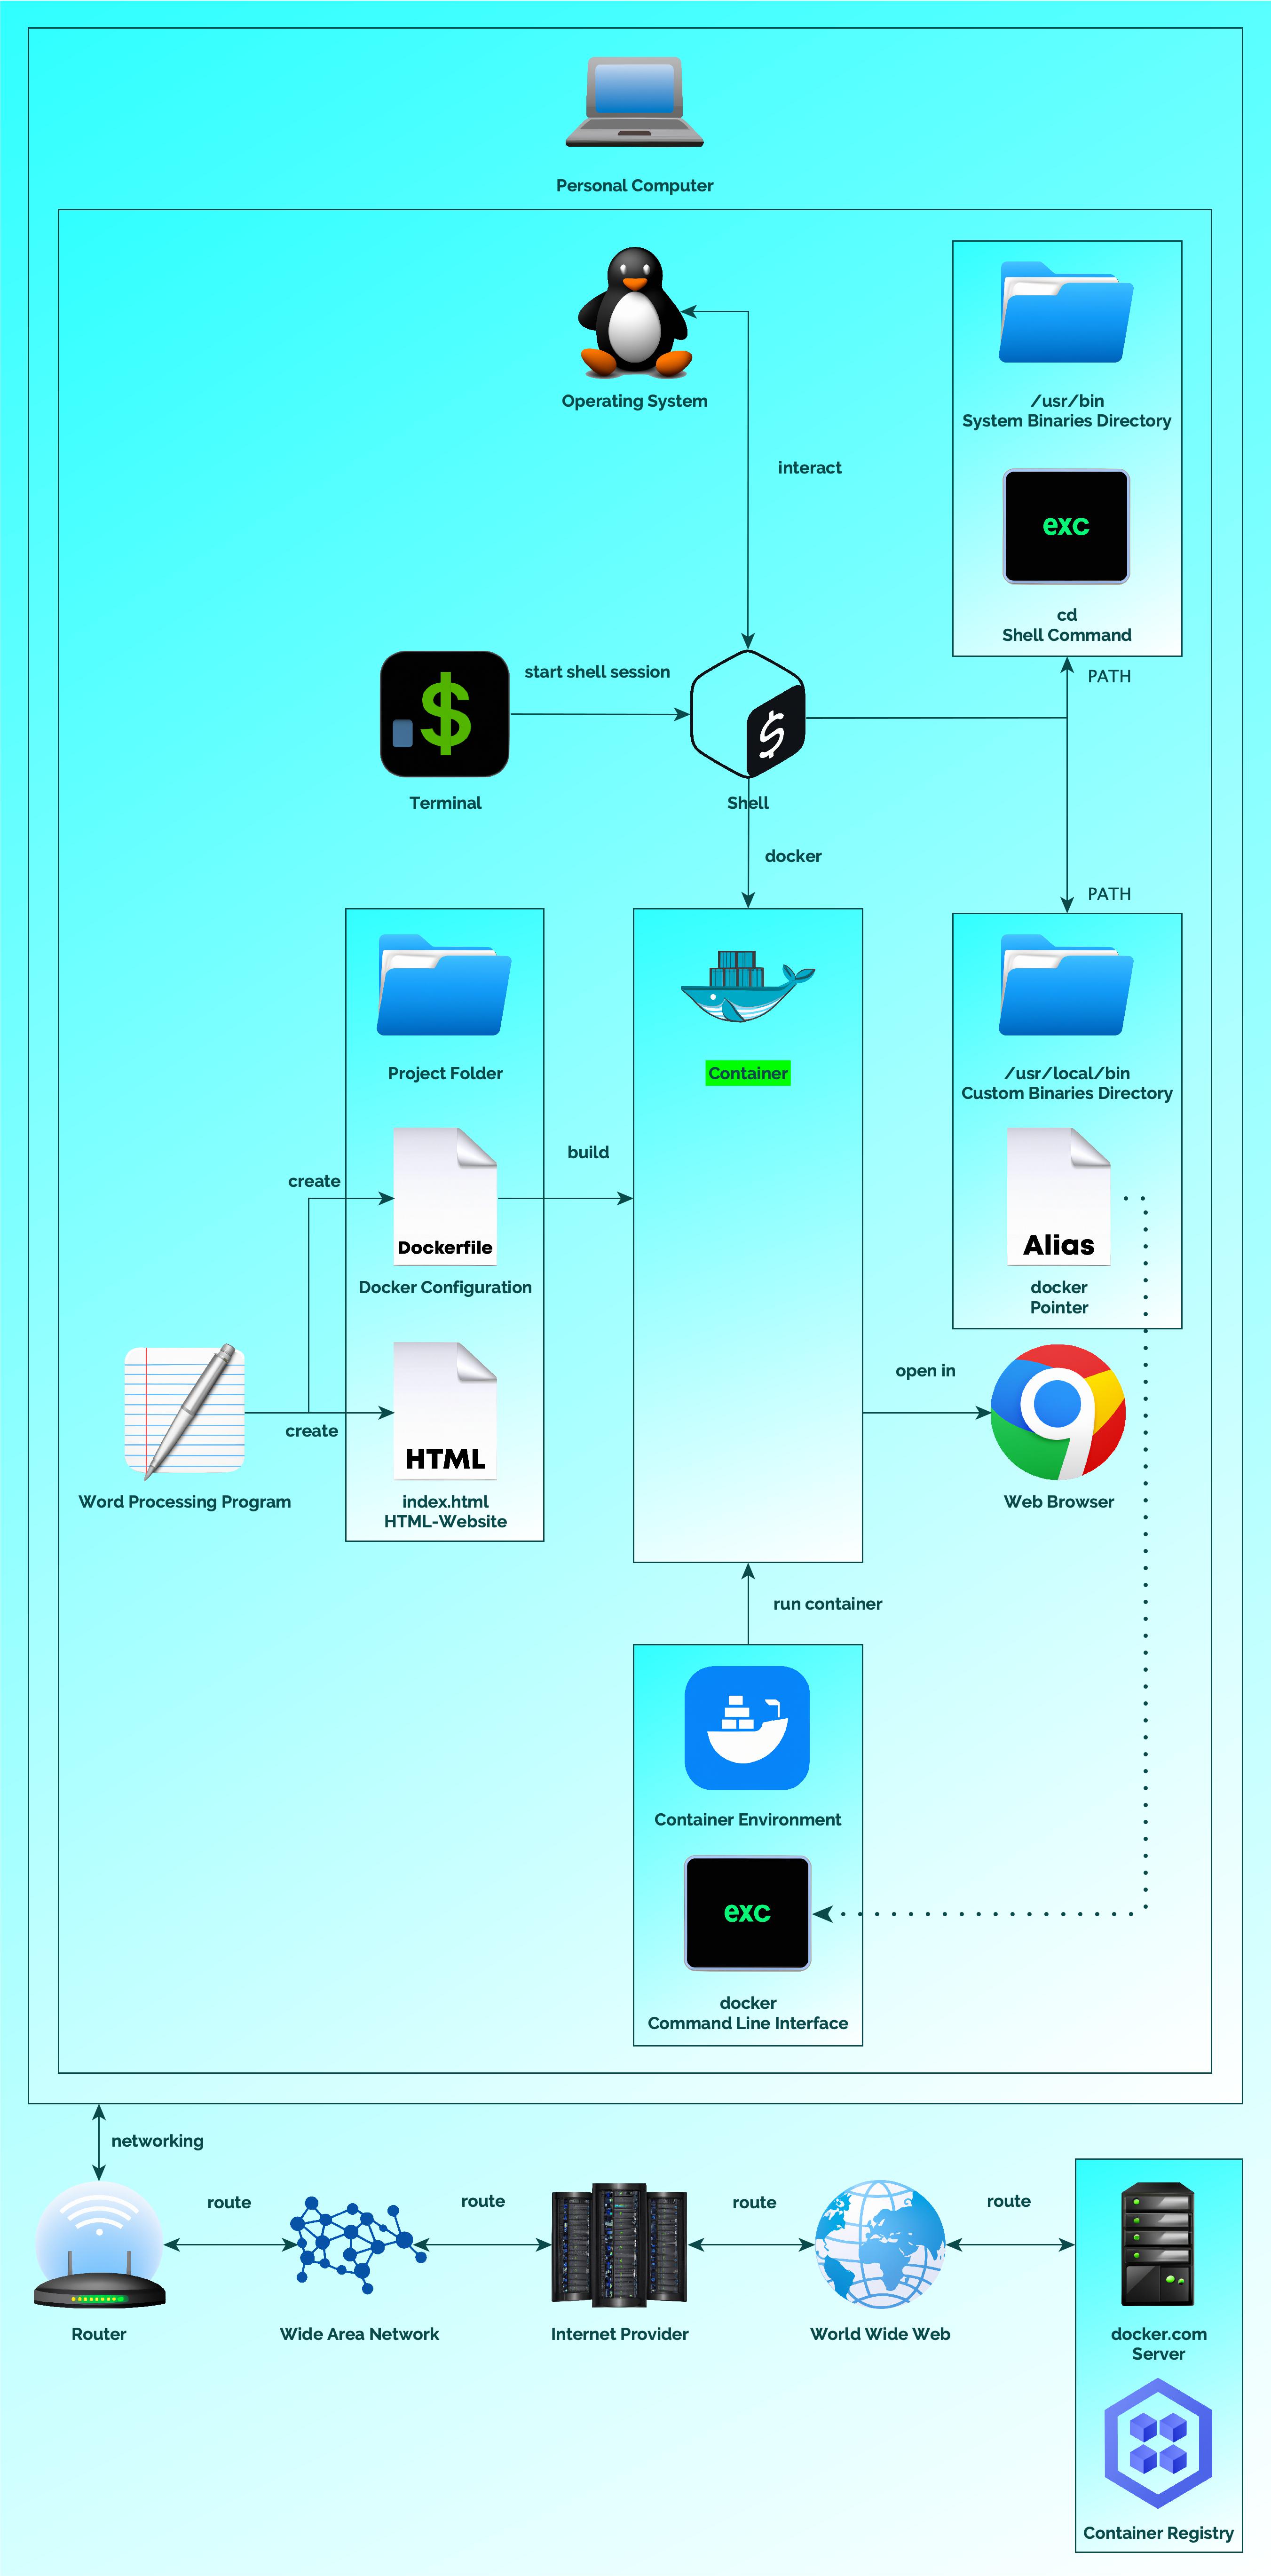 Personal Computer
Operating System
/usr/bin
System Binaries Directory
interact
exc
cd
Shell Command
start shell session
PATH
$
$
Terminal
Shell
docker
PATH
Project Folder
Container
/usr/local/bin
Custom Binaries Directory
build
create
Dockerfile
Alias
Docker Configuration
docker
Pointer
open in
create
HTML
Word Processing Program
index.html
HTML-Website
Web Browser
run container
Container Environment
exc
docker
Command Line Interface
networking
route
route
route
route
Router
Wide Area Network
Internet Provider
World Wide Web
docker.com
Server
Container Registry